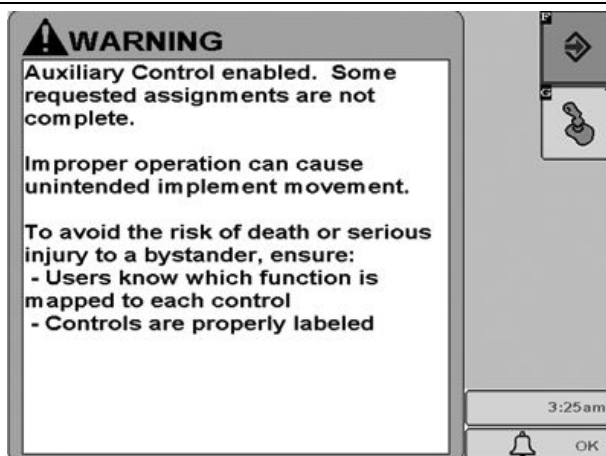 WARNING
Auxiliary Control enabled. Some
requested assignments are not
complete.
Improper operation can cause
unintended implement movement.
To avoid the risk of death or serious
injury to a bystander, ensure:
- Users know which function is
mapped to each control
- Controls are properly labeled
F
G
3:25am
OK